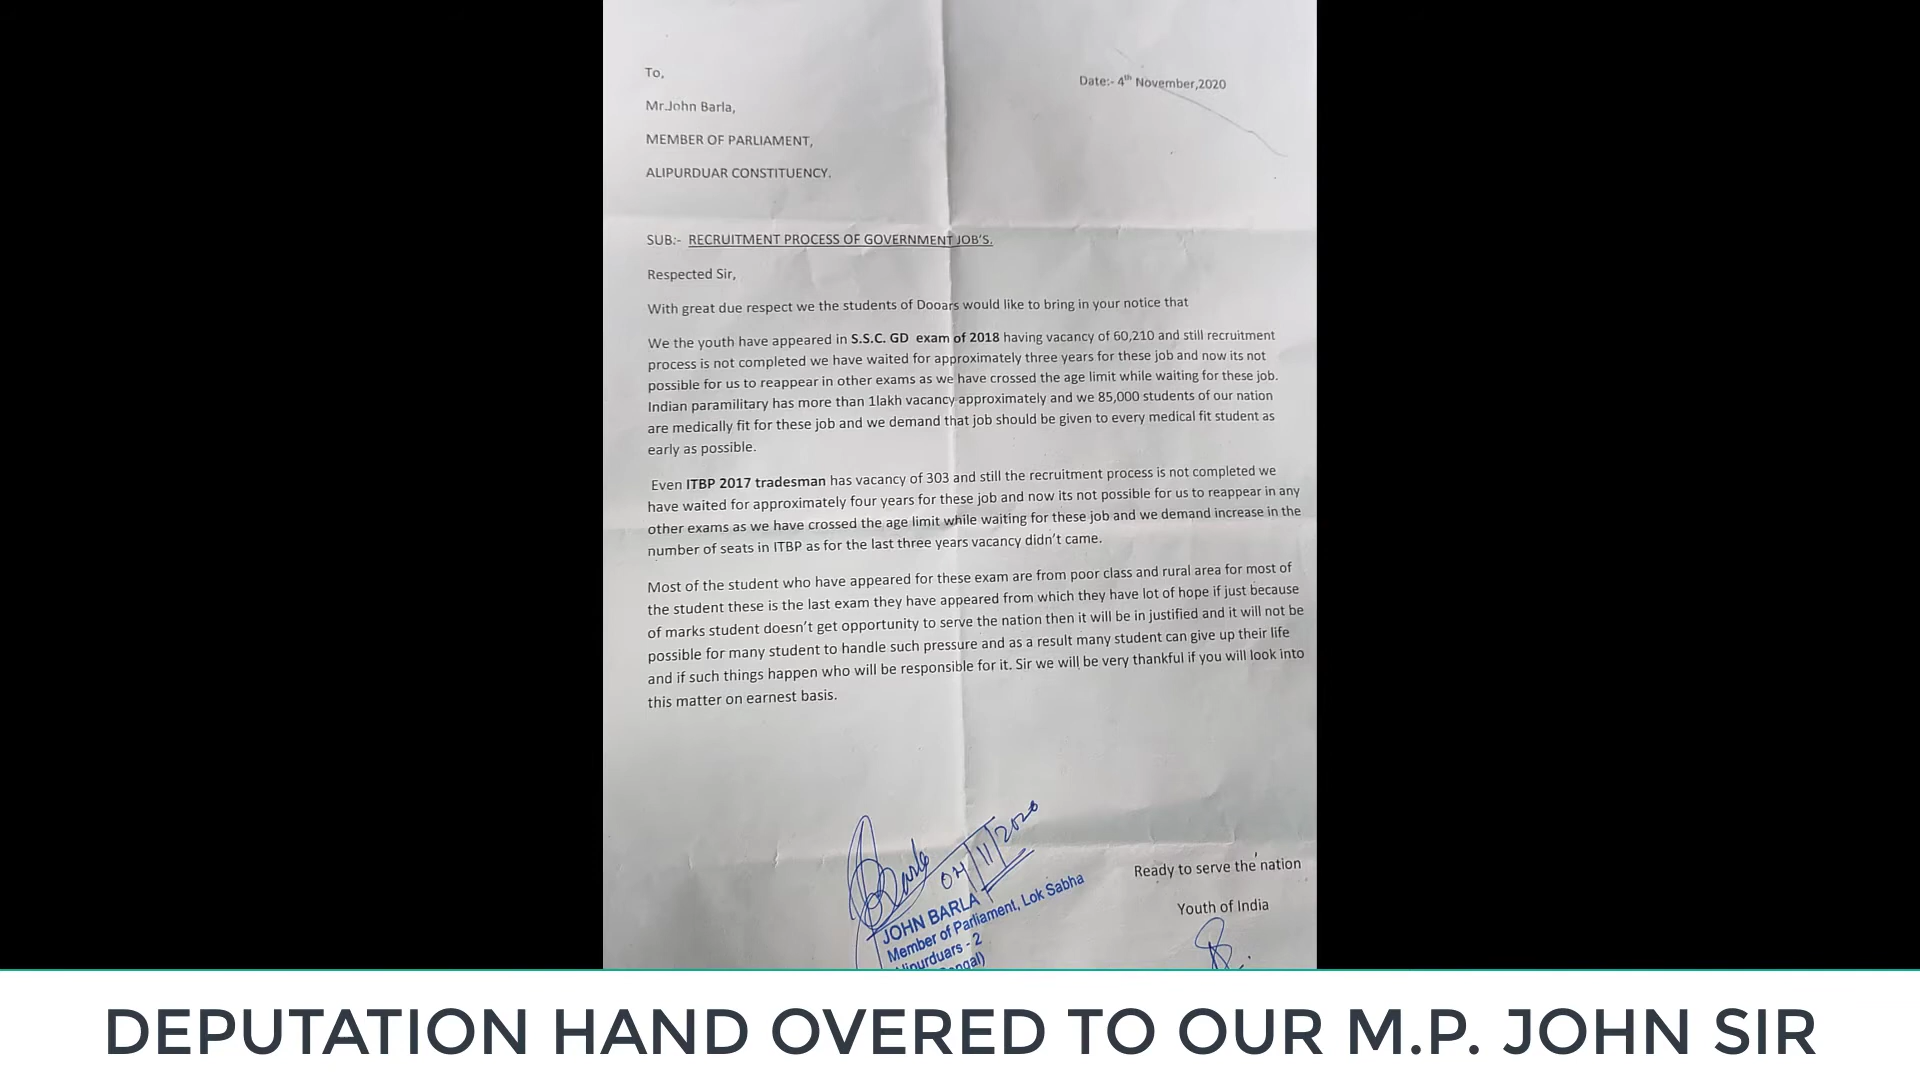 To,
Date:- 4th November,2020
Mr.John Barla,
MEMBER OF PARLIAMENT,
ALIPURDUAR CONSTITUENCY.
SUB:- RECRUITMENT PROCESS OF GOVERNMENT JOB'S.
Respected Sir,
With great due respect we the students of Dooars would like to bring in your notice that
We the youth have appeared in S.S.C. GD exam of 2018 having vacancy of 60,210 and still recruitment
process is not completed we have waited for approximately three years for these job and now its not
possible for us to reappear in other exams as we have crossed the age limit while waiting for these job.
Indian paramilitary has more than 1lakh vacancy approximately and we 85,000 students of our nation
are medically fit for these job and we demand that job should be given to every medical fit student as
early as possible.
Even ITBP 2017 tradesman has vacancy of 303 and still the recruitment process is not completed we
have waited for approximately four years for these job and now its not possible for us to reappear in any
other exams as we have crossed the age limit while waiting for these job and we demand increase in the
number of seats in ITBP as for the last three years vacancy didn't came.
Most of the student who have appeared for these exam are from poor class and rural area for most of
the student these is the last exam they have appeared from which they have lot of hope if just because
of marks student doesn't get opportunity to serve the nation then it will be in justified and it will not be
possible for many student to handle such pressure and as a result many student can give up their life
and if such things happen who will be responsible for it. Sir we will be very thankful if you will look into
this matter on earnest basis.
Barla 04/11/2020
JOHN BARLA
Member of Parliament, Lok Sabha
lipurduars - 2
ngal)
Ready to serve the nation
Youth of India
DEPUTATION HAND OVERED TO OUR M.P. JOHN SIR